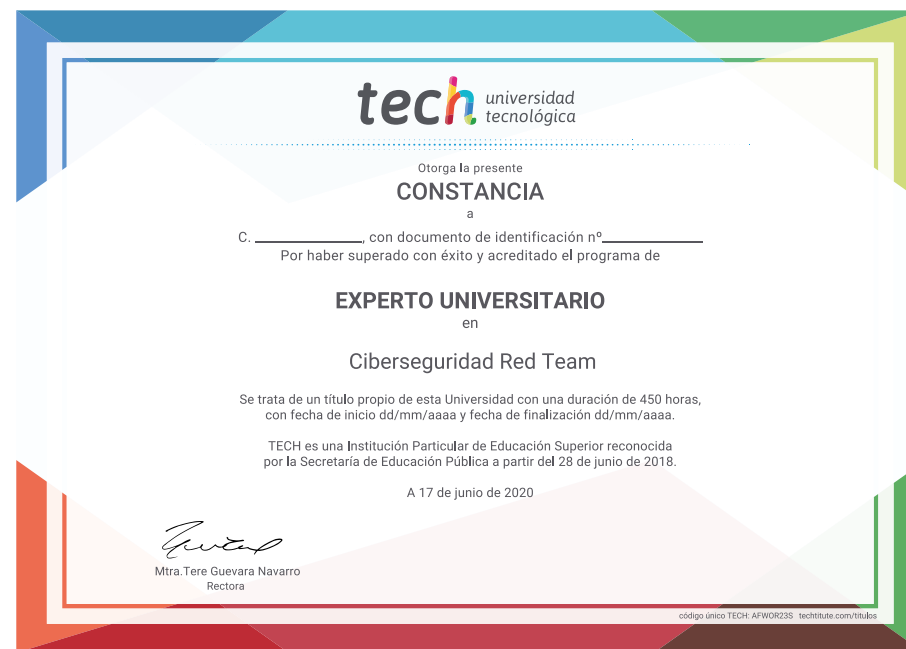 tech universidad
tecnológica
Otorga la presente
CONSTANCIA
a
C. ____________, con documento de identificación nº____________
Por haber superado con éxito y acreditado el programa de
EXPERTO UNIVERSITARIO
en
Ciberseguridad Red Team
Se trata de un título propio de esta Universidad con una duración de 450 horas,
con fecha de inicio dd/mm/aaaa y fecha de finalización dd/mm/aaaa.
TECH es una Institución Particular de Educación Superior reconocida
por la Secretaría de Educación Pública a partir del 28 de junio de 2018.
A 17 de junio de 2020
Mtra.Tere Guevara Navarro
Rectora
código único TECH: AFWOR23S techtitute.com/titulos